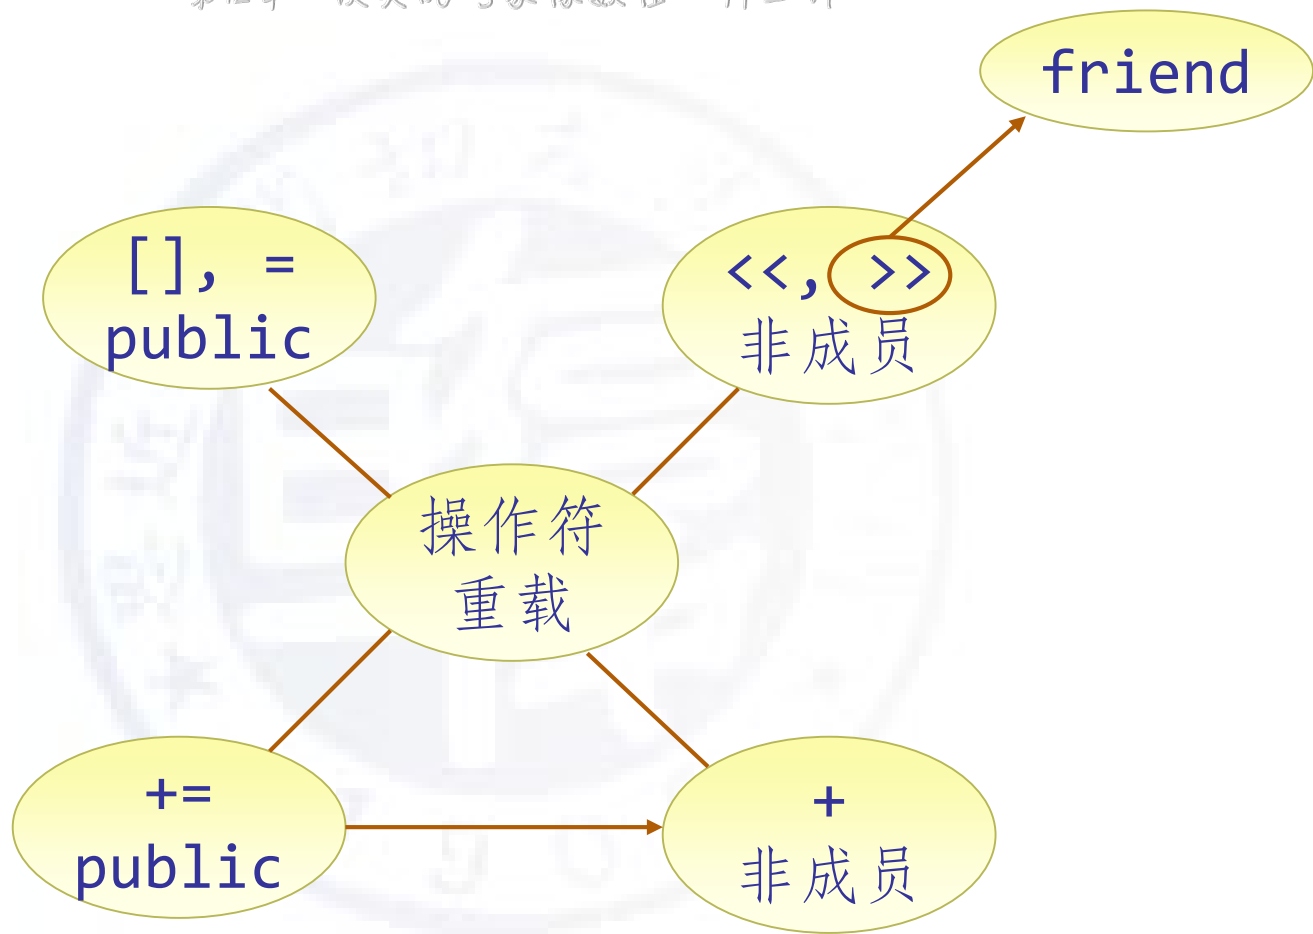 friend
[], =
public
<<, >>
非成员
操作符
重载
+=
public
+
非成员